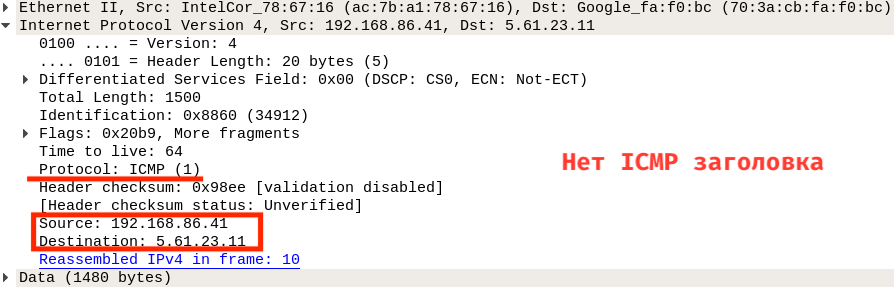 Ethernet II, Src: IntelCor_78:67:16 (ac:7b:a1:78:67:16), Dst: Google_fa:f0:bc (70:3a:cb:fa:f0:bc)
Internet Protocol Version 4, Src: 192.168.86.41, Dst: 5.61.23.11
0100 .... = Version: 4
.... 0101 = Header Length: 20 bytes (5)
Differentiated Services Field: 0x00 (DSCP: CS0, ECN: Not-ECT)
Total Length: 1500
Identification: 0x8860 (34912)
Flags: 0x20b9, More fragments
Time to live: 64
Protocol: ICMP (1)
Нет ICMP заголовка
Header checksum: 0x98ee [validation disabled]
[Header checksum status: Unverified]
Source: 192.168.86.41
Destination: 5.61.23.11
Reassembled IPv4 in frame: 10
Data (1480 bytes)